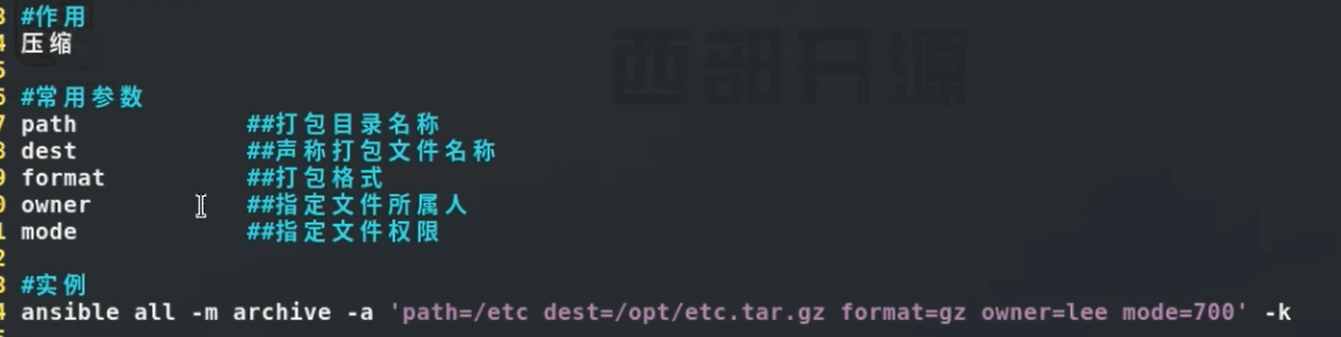 西部开源
3 #作用
4 压缩
5
6 #常用参数
7 path ##打包目录名称
8 dest ##声称打包文件名称
9 format ##打包格式
0 owner ##指定文件所属人
1 mode ##指定文件权限
2
3 #实例
4 ansible all -m archive -a 'path=/etc dest=/opt/etc.tar.gz format=gz owner=lee mode=700' -k